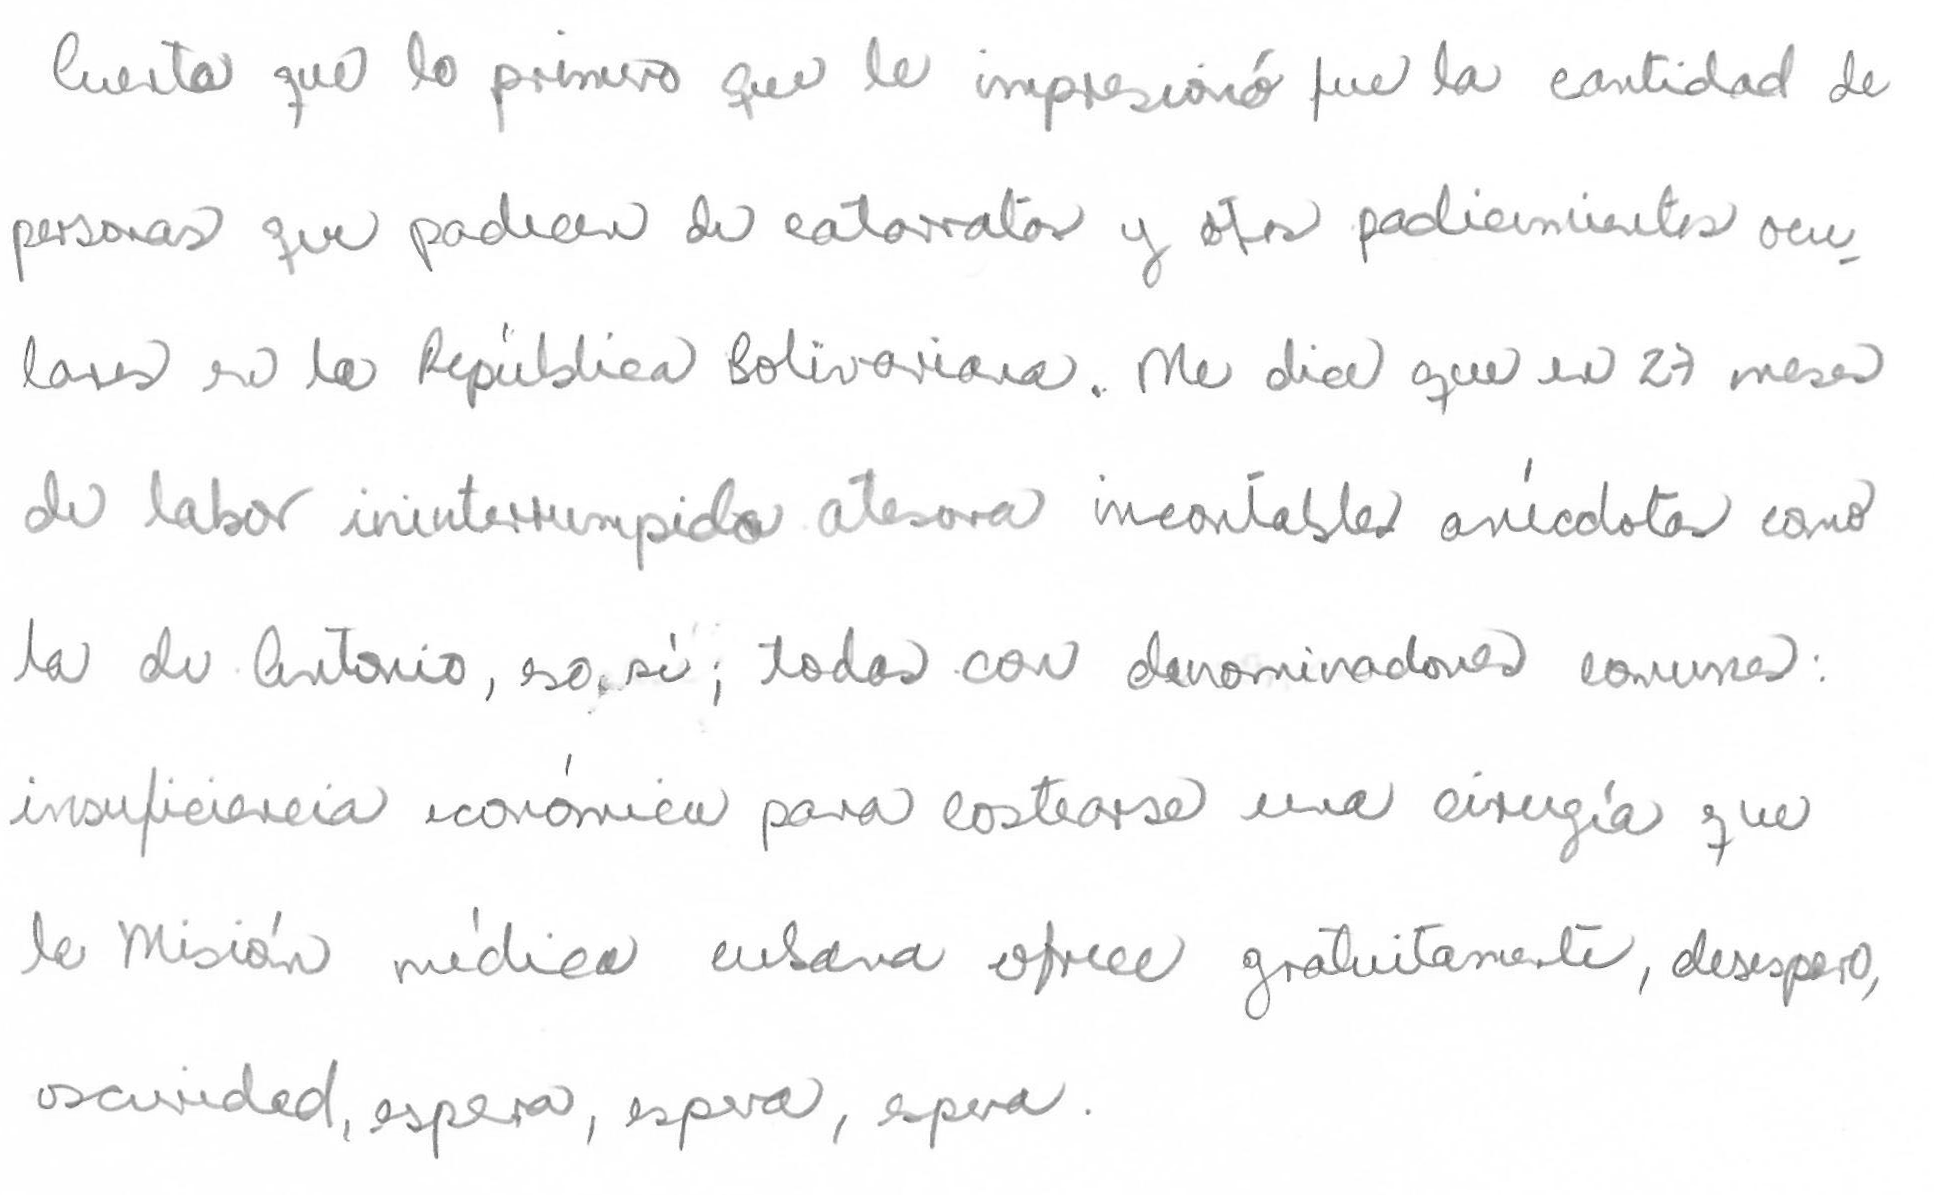 Cuenta que lo primero que le impresionó fue la cantidad de
personas que padecen de cataratas y otros padecimientos ocu-
lares en la República Bolivariana. Me dice que en 27 meses
de labor ininterrumpida atesora incontables anécdotas como
la de Antonio, eso, sí; todas con denominadores comunes:
insuficiencia económica para costearse una cirugía que
la Misión médica cubana ofrece gratuitamente, desespero,
oscuridad, espera, espera, espera.